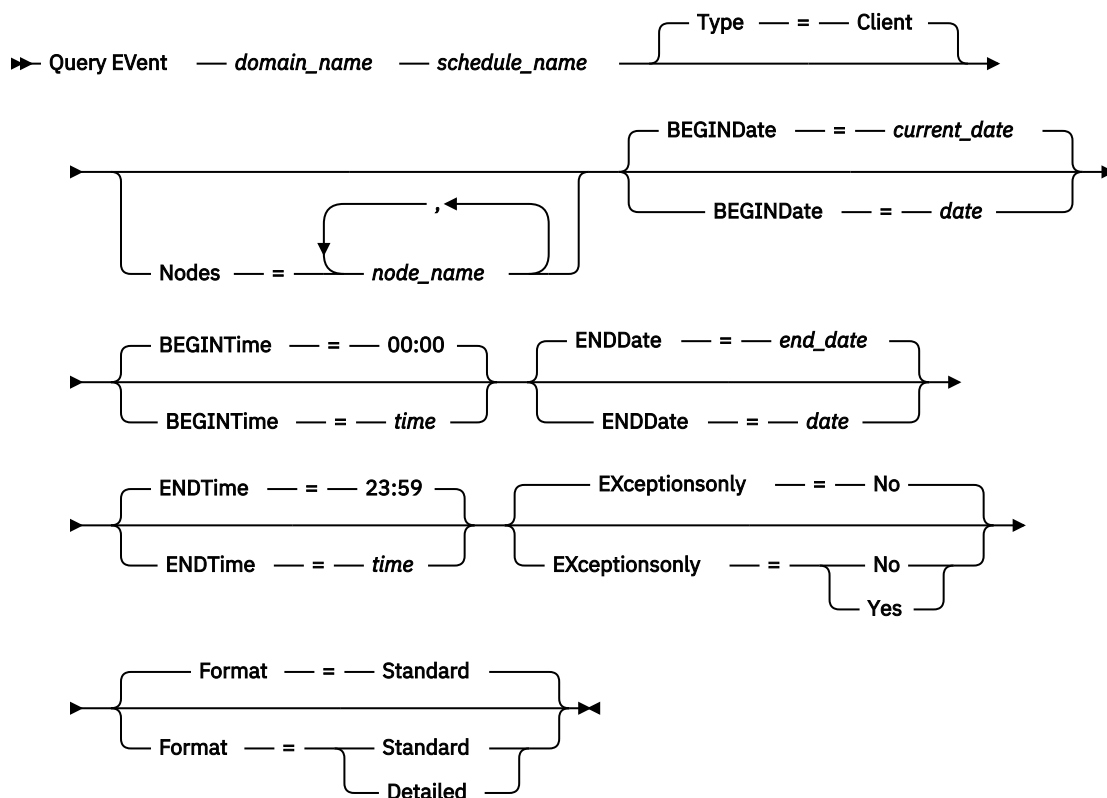 Type = Client
Query EVent domain_name schedule_name
BEGINDate = current_date
BEGINDate = date
,
Nodes = node_name
BEGINTime = 00:00
BEGINTime = time
ENDDate = end_date
ENDDate = date
ENDTime = 23:59
ENDTime = time
EXceptionsonly = No
EXceptionsonly = No
Yes
Format = Standard
Format = Standard
Detailed